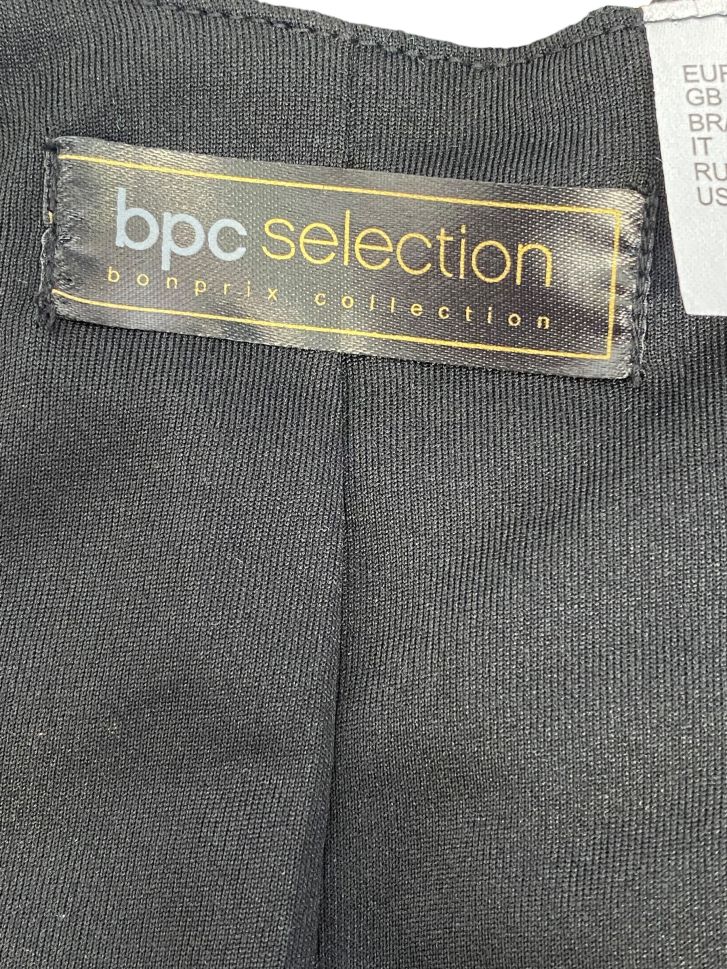 bpc selection
bonprix collection
EUR
GB
BRA
IT
RU
US